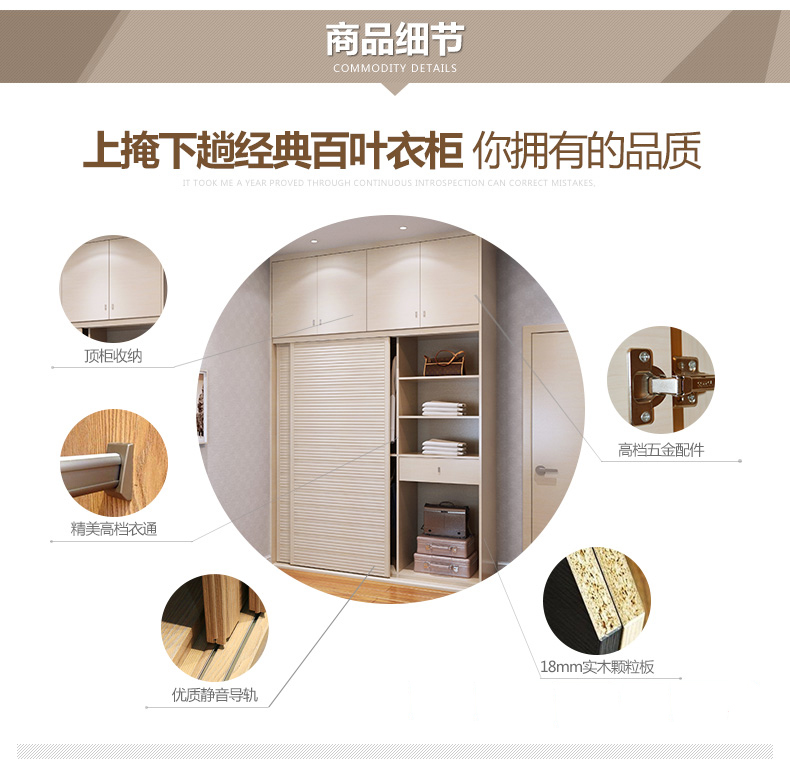 商品细节
COMMODITY DETAILS
上掩下趟经典百叶衣柜 你拥有的品质
IT TOOK ME A YEAR PROVED THROUGH CONTINUOUS INTROSPECTION CAN CORRECT MISTAKES.
顶柜收纳
高档五金配件
精美高档衣通
18mm实木颗粒板
优质静音导轨